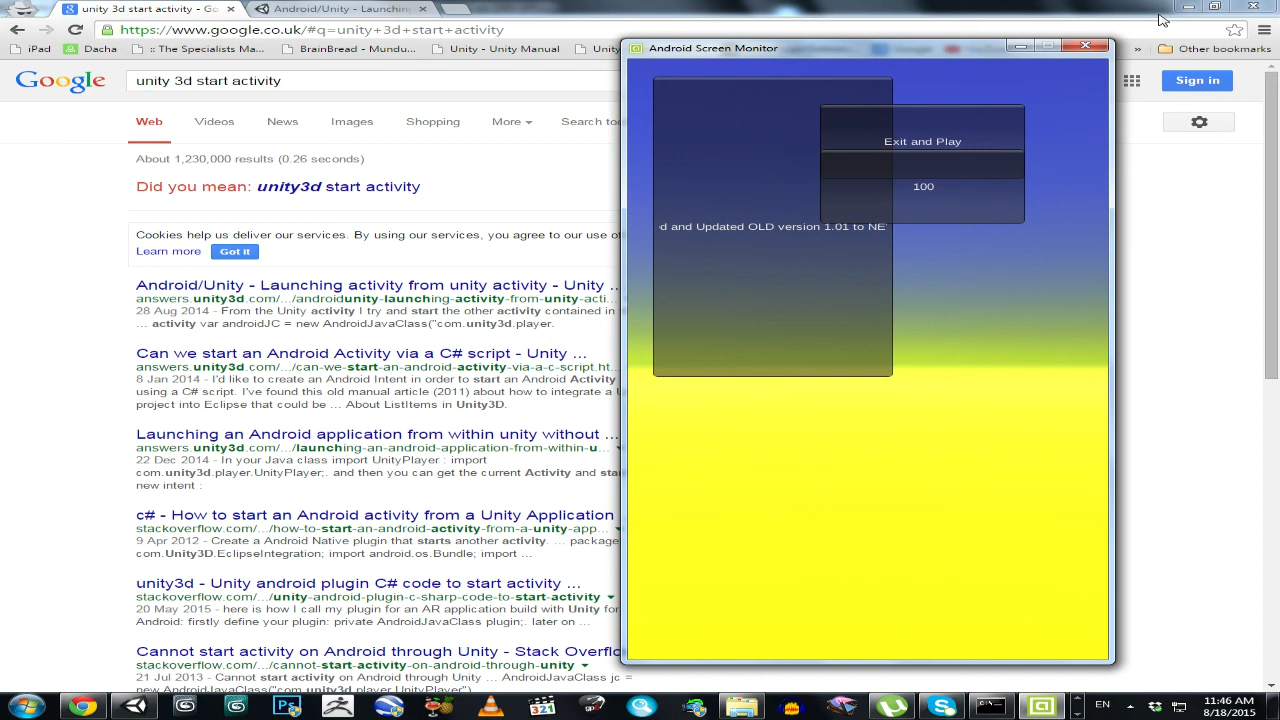 unity 3d start activity - Go
Android/Unity - Launching
https://www.google.co.uk/#q=unity+3d+start+activity
iPad
Dacha
:: The Specialists Ma...
BrainBread - Unity
Unity - Unity Manual
»
Other bookmarks
Google
unity 3d start activity
Sign in
Web
Videos
News
Images
Shopping
More
Search too
About 1,230,000 results (0.26 seconds)
Did you mean: unity3d start activity
Cookies help us deliver our services. By using our services, you agree to our use of
Learn more
Got it
Android/Unity - Launching activity from unity activity - Unity ...
answers.unity3d.com/.../androidunity-launching-activity-from-unity-acti...
28 Aug 2014 - From the Unity activity I try and start the other activity contained in
... activity var androidJC = new AndroidJavaClass("com.unity3d.player.
Can we start an Android Activity via a C# script - Unity ...
answers.unity3d.com/.../can-we-start-an-android-activity-via-a-c-script.ht...
8 Jan 2014 - I'd like to create an Android Intent in order to start an Android Activity
using a C# script. I've found this old manual article (2011) about how to integrate a U
project into Eclipse that could be ... About ListItems in Unity3D.
Launching an Android application from within unity without ...
answers.unity3d.com/.../launching-an-android-application-from-within-u...
22 Dec 2014 - In your Java class import UnityPlayer : import
com.unity3d.player.UnityPlayer;. and then you can get the current Activity and sta
new intent :
c# - How to start an Android activity from a Unity Application
stackoverflow.com/.../how-to-start-an-android-activity-from-a-unity-app...
9 Apr 2012 - Create a Android Native plugin that starts another activity. ... package
com.Unity3D.EclipseIntegration; import android.os.Bundle; import ...
unity3d - Unity android plugin C# code to start activity ...
stackoverflow.com/.../unity-android-plugin-c-sharp-code-to-start-activity
20 May 2015 - here is how I call my plugin for an AR application build with Unity fo
Android: firstly define your plugin: private AndroidJavaClass plugin;. later on ...
Cannot start activity on Android through Unity - Stack Overflo
stackoverflow.com/.../cannot-start-activity-on-android-through-unity
21 Jul 2013 - Cannot start activity on Android through Unity ... AndroidJavaClass jc =
new AndroidJavaClass("com.unity3d.player.UnityPlayer")
Android Screen Monitor
Exit and Play
100
d and Updated OLD version 1.01 to NE
321
EN
11:46 AM
8/18/2015